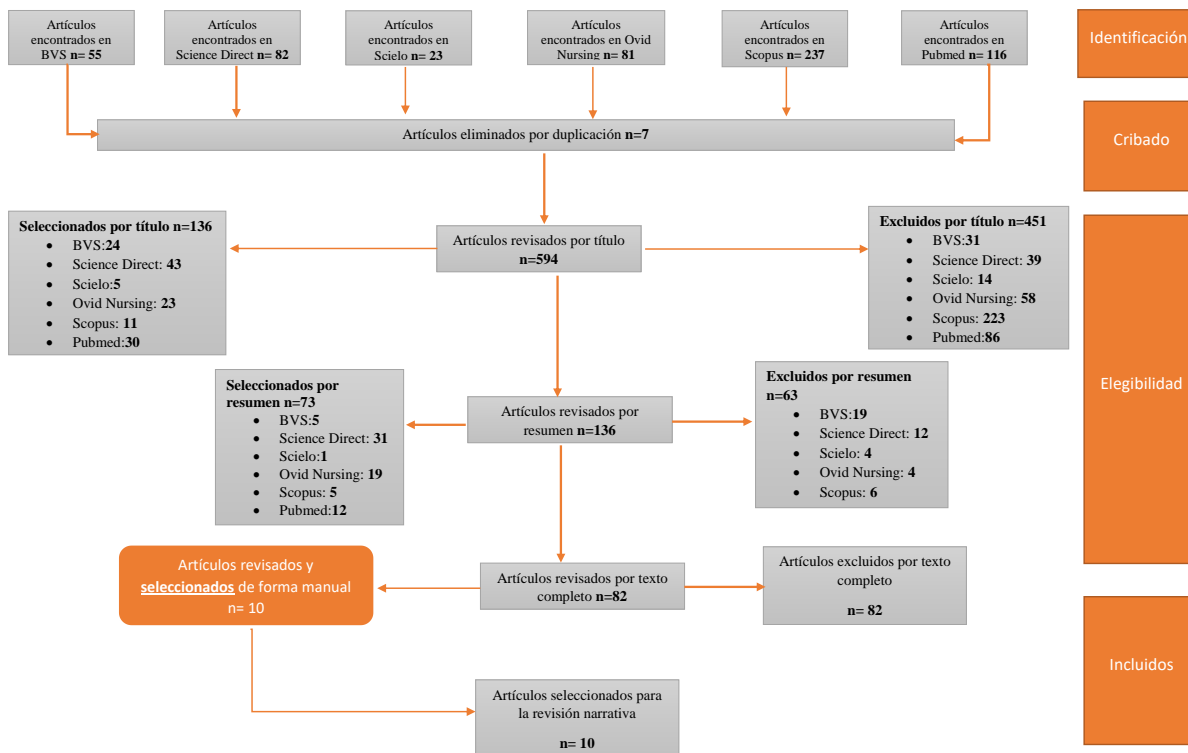 Artículos
encontrados en
BVS n= 55
Artículos
encontrados en
Science Direct n= 82
Artículos
encontrados en
Scielo n= 23
Artículos
encontrados en Ovid
Nursing n= 81
Artículos
encontrados en
Scopus n= 237
Artículos
encontrados en
Pubmed n= 116
Identificación
Artículos eliminados por duplicación n=7
Cribado
Seleccionados por título n=136
• BVS:24
• Science Direct: 43
• Scielo:5
• Ovid Nursing: 23
• Scopus: 11
• Pubmed:30
Artículos revisados por título
n=594
Excluidos por título n=451
• BVS:31
• Science Direct: 39
• Scielo: 14
• Ovid Nursing: 58
• Scopus: 223
• Pubmed:86
Elegibilidad
Seleccionados por
resumen n=73
• BVS:5
• Science Direct: 31
• Scielo:1
• Ovid Nursing: 19
• Scopus: 5
• Pubmed:12
Artículos revisados por
resumen n=136
Excluidos por resumen
n=63
• BVS:19
• Science Direct: 12
• Scielo: 4
• Ovid Nursing: 4
• Scopus: 6
Artículos revisados y
seleccionados de forma manual
n= 10
Artículos revisados por texto
completo n=82
Artículos excluidos por texto
completo
n= 82
Incluidos
Artículos seleccionados para
la revisión narrativa
n= 10